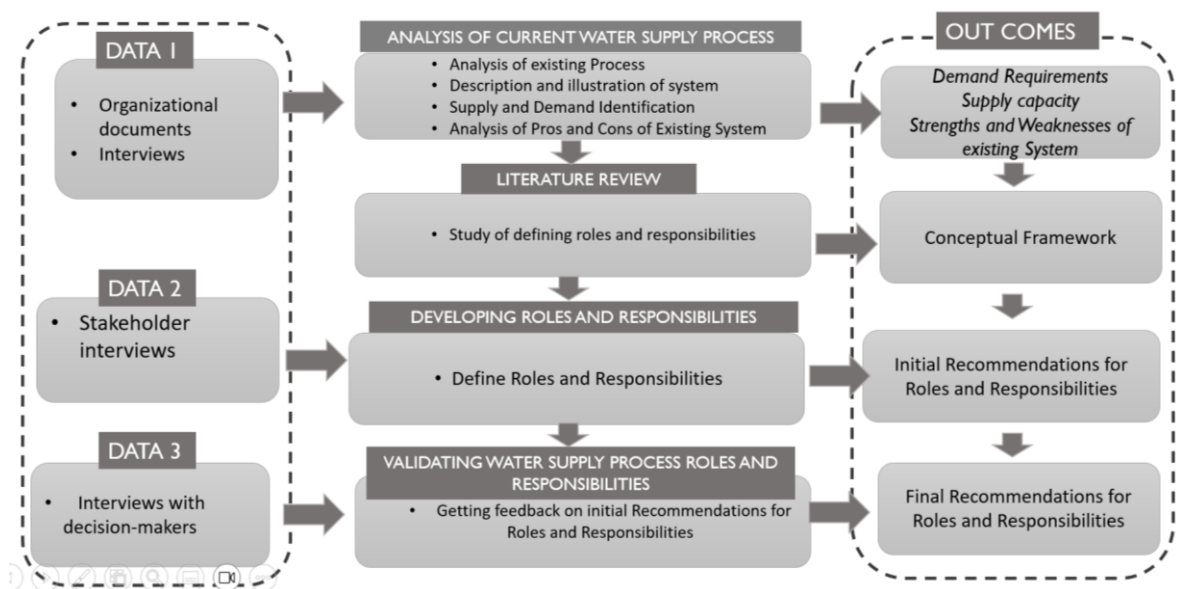 DATA 1
• Organizational
documents
• Interviews
ANALYSIS OF CURRENT WATER SUPPLY PROCESS
• Analysis of existing Process
• Description and illustration of system
• Supply and Demand Identification
• Analysis of Pros and Cons of Existing System
OUT COMES
Demand Requirements
Supply capacity
Strengths and Weaknesses of
existing System
LITERATURE REVIEW
• Study of defining roles and responsibilities
Conceptual Framework
DATA 2
• Stakeholder
interviews
DEVELOPING ROLES AND RESPONSIBILITIES
• Define Roles and Responsibilities
Initial Recommendations for
Roles and Responsibilities
DATA 3
• Interviews with
decision-makers
VALIDATING WATER SUPPLY PROCESS ROLES AND
RESPONSIBILITIES
• Getting feedback on initial Recommendations for
Roles and Responsibilities
Final Recommendations for
Roles and Responsibilities